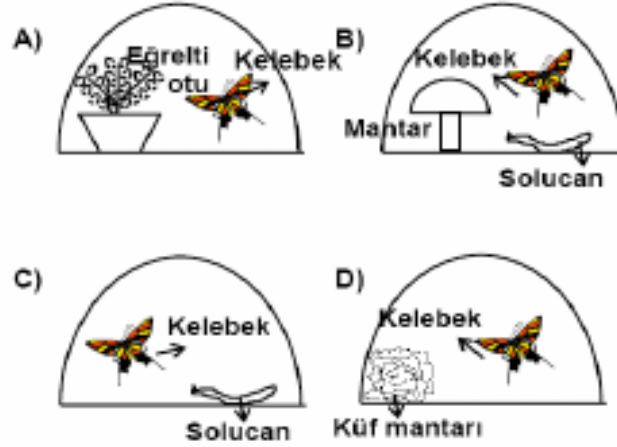 A)
Eğrelti
otu
Kelebek
B)
Kelebek
Mantar
Solucan
C)
Kelebek
Solucan
D)
Kelebek
Küf mantarı